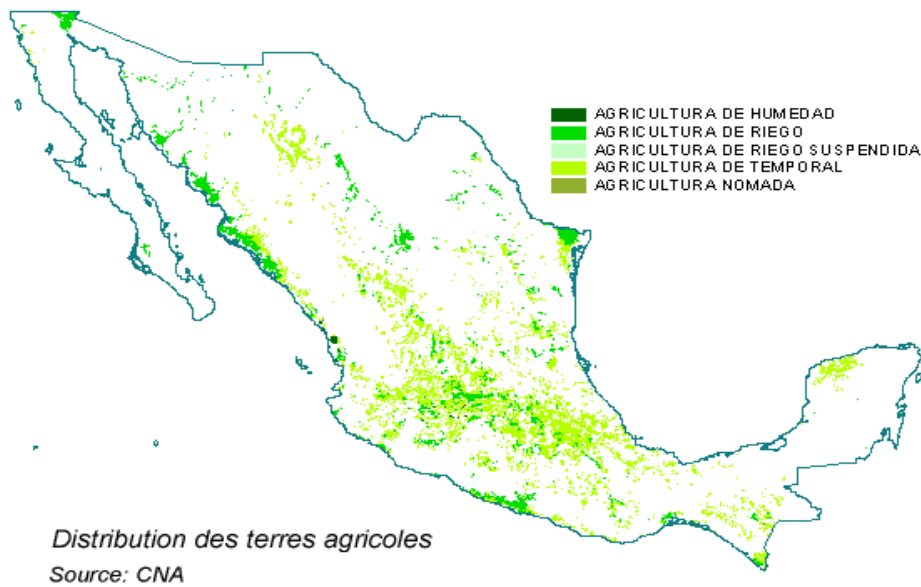 AGRICULTURA DE HUMEDAD
AGRICULTURA DE RIEGO
AGRICULTURA DE RIEGO SUSPENDIDA
AGRICULTURA DE TEMPORAL
AGRICULTURA NOMADA
Distribution des terres agricoles
Source: CNA